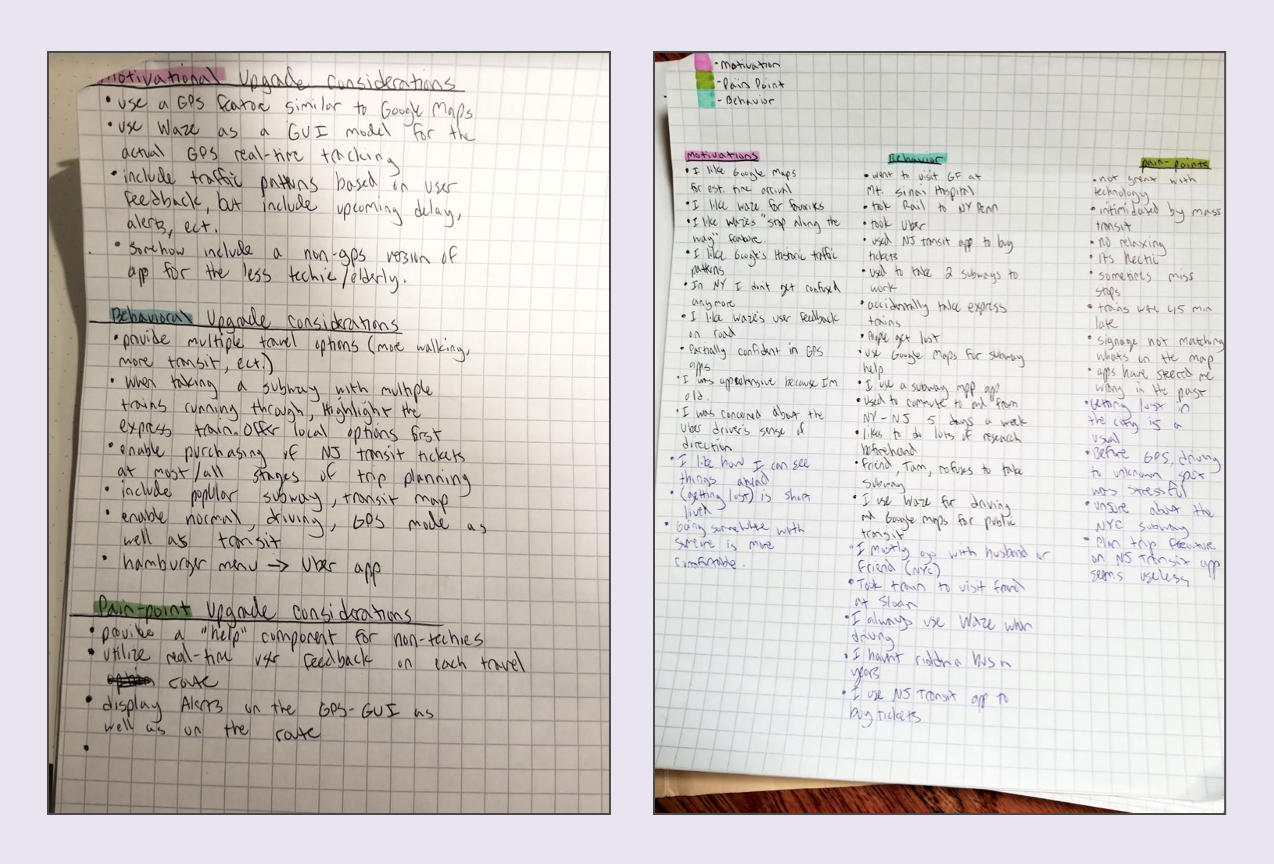 Motivational Upgrade Considerations
• use a GPS feature similar to Google Maps
• use Waze as a GUI model for the
actual GPS real-time tracking
• include traffic patterns based on user
feedback, but include upcoming delay,
alerts, ect.
• somehow include a non-gps version of
app for the less techie/elderly.
Behavioral Upgrade considerations
• provide multiple travel options (more walking,
more transit, ect.)
• when taking a subway with multiple
trains running through, Highlight the
express train. Offer local options first
• enable purchasing of NJ transit tickets
at most/all stages of trip planning
• include popular subway, transit map
• enable normal, driving, GPS mode as
well as transit
• hamburger menu → Uber app
Pain-point Upgrade considerations
• provide a "help" component for non-techies
• utilize real-time user feedback on each travel
route
• display Alerts on the GPS-GUI as
well as on the route
•
- Motivation
- Pain Point
- Behavior
Motivations
• I like Google Maps
for est. time arrival
• I like waze for favorites
• I like Waze's "stop along the
way" feature
• I like Google's Historic traffic
patterns
• In NY I dont get confused
anymore
• I like Waze's user feedback
on road
• Partially confident in GPS
apps
• I was apprehensive because I'm
old.
• I was concerned about the
Uber driver's sense of
direction
• I like how I can see
things ahead
• (getting lost) is short
lived
• being somewhere with
someone is more
comfortable.
Behavior
• went to visit GF at
Mt. Sinai Hospital
• took Rail to NY Penn
• took Uber
• used NJ transit app to buy
tickets
• used to take 2 subways to
work
• accidentally take express
trains
• People get lost
• use Google Maps for subway
help
• I use a subway map app
• used to commute to and from
NY-NJ 5 days a week
• likes to do lots of research
beforehand
• friend, Tam, refuses to take
subway
• I use Waze for driving
and Google maps for public
transit
• I mostly go with husband or
friend (NYC)
• Took train to visit friend
at Sloan
• I always use Waze when
driving
• I havn't ridden a bus in
years
• I use NJ Transit app to
buy tickets
pain-points
• not great with
technology
• intimidated by mass
transit
• No relaxing
• its hectic
• sometimes miss
stops
• trains were 45 min
late
• signage not matching
whats on the map
• apps have steered me
wrong in the past
• Getting lost in
the city is a
usual
• Before GPS, driving
to unknown spot
was stressful
• unsure about the
NYC subway
• Plan trip feature
on NJ Transit app
seems useless